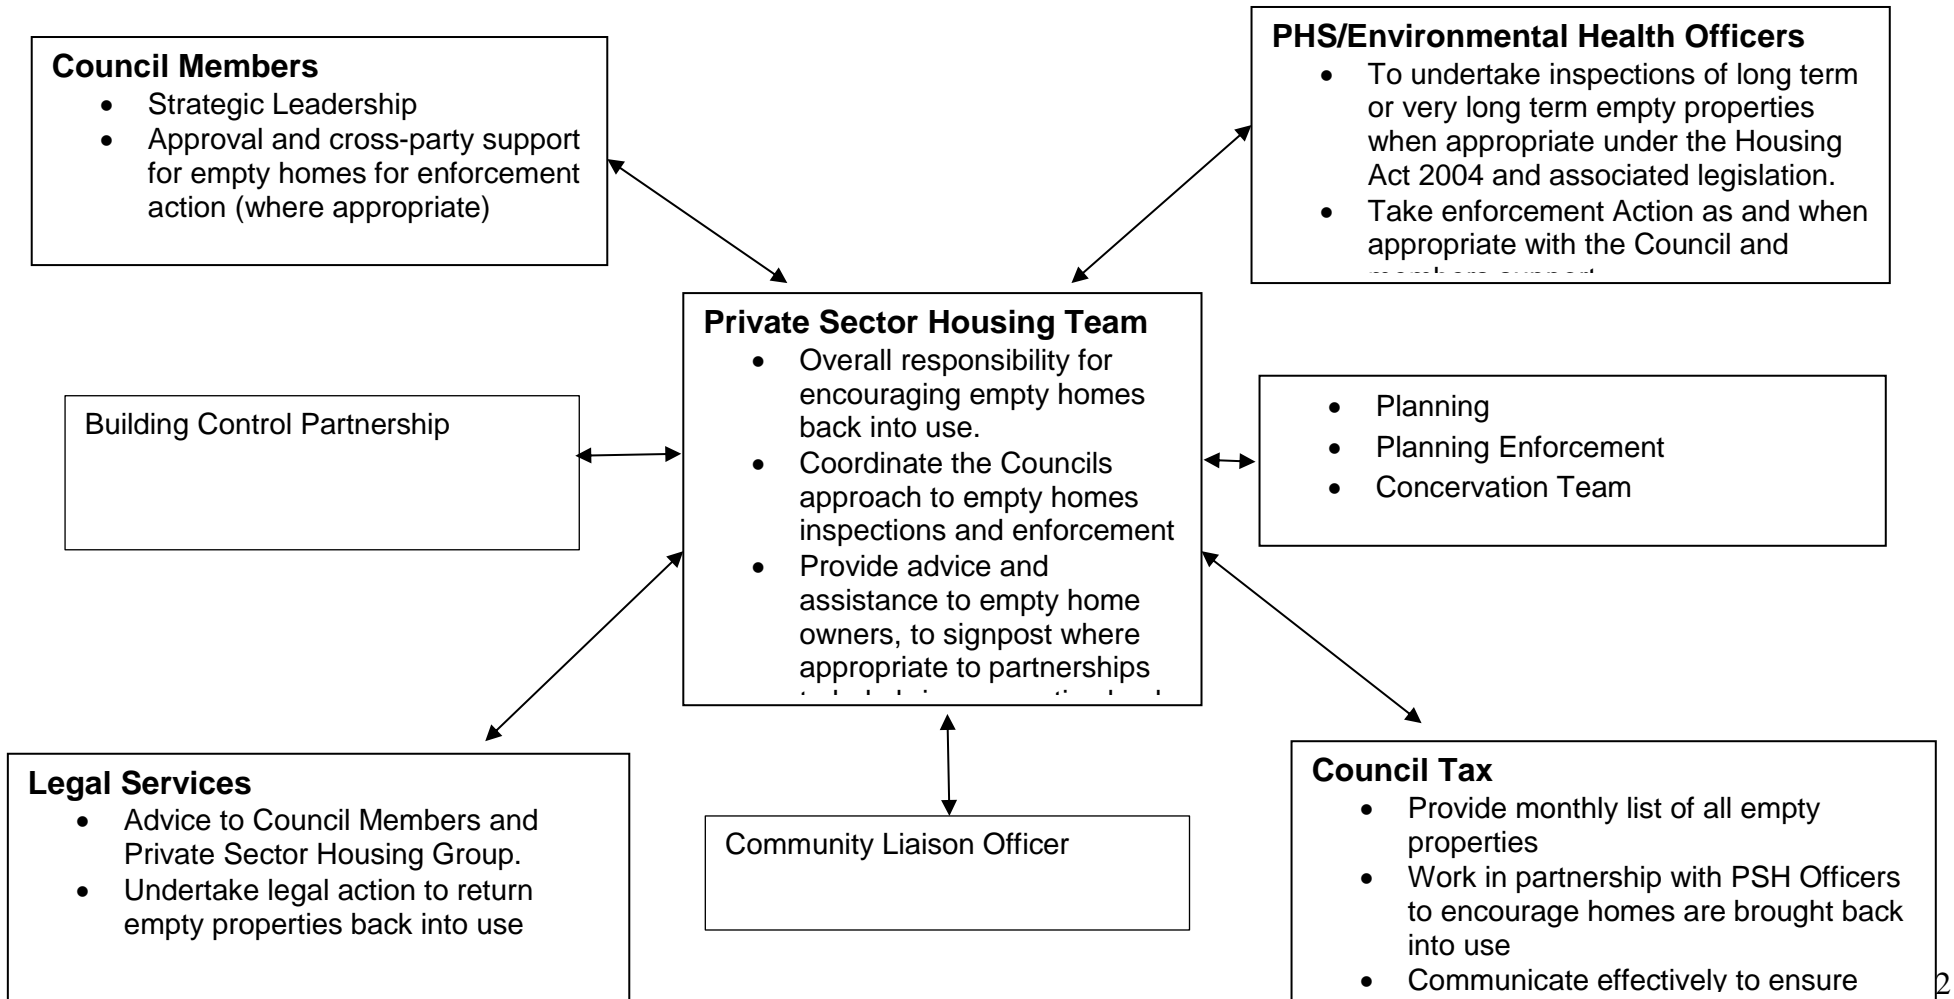 Council Members
• Strategic Leadership
• Approval and cross-party support
for empty homes for enforcement
action (where appropriate)
PHS/Environmental Health Officers
• To undertake inspections of long term
or very long term empty properties
when appropriate under the Housing
Act 2004 and associated legislation.
• Take enforcement Action as and when
appropriate with the Council and
Private Sector Housing Team
• Overall responsibility for
encouraging empty homes
back into use.
• Coordinate the Councils
approach to empty homes
inspections and enforcement
• Provide advice and
assistance to empty home
owners, to signpost where
appropriate to partnerships
Building Control Partnership
• Planning
• Planning Enforcement
• Concervation Team
Legal Services
• Advice to Council Members and
Private Sector Housing Group.
• Undertake legal action to return
empty properties back into use
Community Liaison Officer
Council Tax
• Provide monthly list of all empty
properties
• Work in partnership with PSH Officers
to encourage homes are brought back
into use
• Communicate effectively to ensure
2